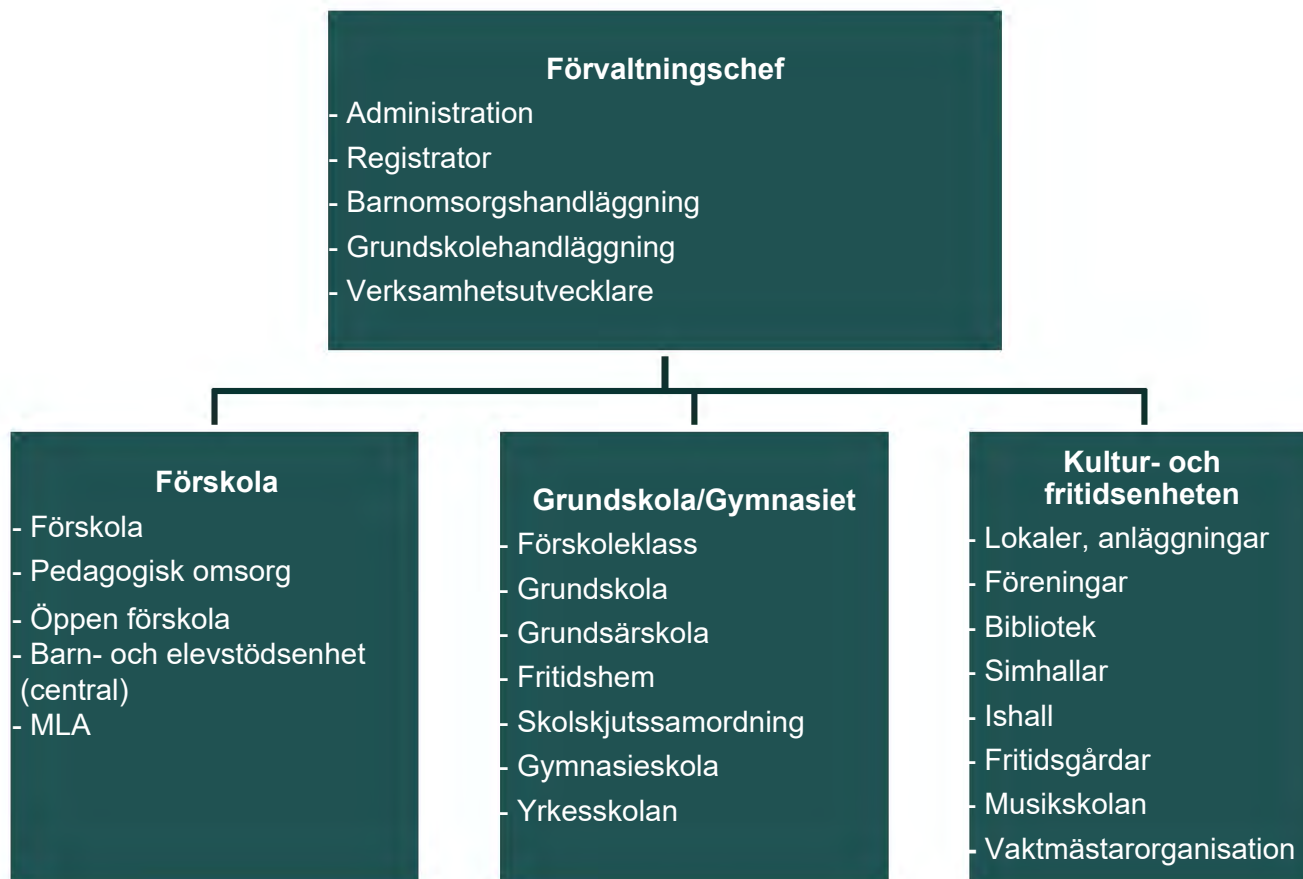 Förvaltningschef
- Administration
- Registrator
- Barnomsorgshandläggning
- Grundskolehandläggning
- Verksamhetsutvecklare
Förskola
- Förskola
- Pedagogisk omsorg
- Öppen förskola
- Barn- och elevstödsenhet
(central)
- MLA
Grundskola/Gymnasiet
- Förskoleklass
- Grundskola
- Grundsärskola
- Fritidshem
- Skolskjutssamordning
- Gymnasieskola
- Yrkesskolan
Kultur- och
fritidsenheten
- Lokaler, anläggningar
- Föreningar
- Bibliotek
- Simhallar
- Ishall
- Fritidsgårdar
- Musikskolan
- Vaktmästarorganisation